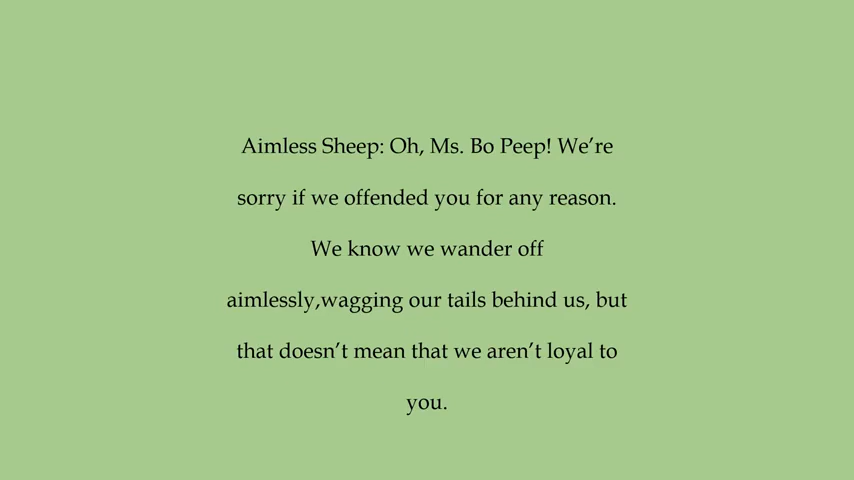 Aimless Sheep: Oh, Ms. Bo Peep! We’re
sorry if we offended you for any reason.
We know we wander off
aimlessly,wagging our tails behind us, but
that doesn’t mean that we aren’t loyal to
you.